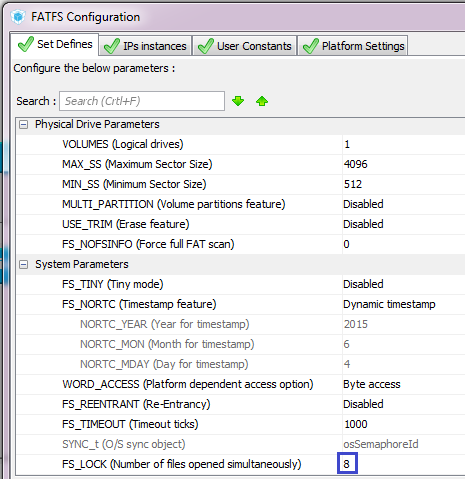 FATFS Configuration
Set Defines IPs instances User Constants Platform Settings
Configure the below parameters :
Search : Search (Crtl+F)
Physical Drive Parameters
VOLUMES (Logical drives) 1
MAX_SS (Maximum Sector Size) 4096
MIN_SS (Minimum Sector Size) 512
MULTI_PARTITION (Volume partitions feature) Disabled
USE_TRIM (Erase feature) Disabled
FS_NOFSINFO (Force full FAT scan) 0
System Parameters
FS_TINY (Tiny mode) Disabled
FS_NORTC (Timestamp feature) Dynamic timestamp
NORTC_YEAR (Year for timestamp) 2015
NORTC_MON (Month for timestamp) 6
NORTC_MDAY (Day for timestamp) 4
WORD_ACCESS (Platform dependent access option) Byte access
FS_REENTRANT (Re-Entrancy) Disabled
FS_TIMEOUT (Timeout ticks) 1000
SYNC_t (O/S sync object) osSemaphoreId
FS_LOCK (Number of files opened simultaneously) 8